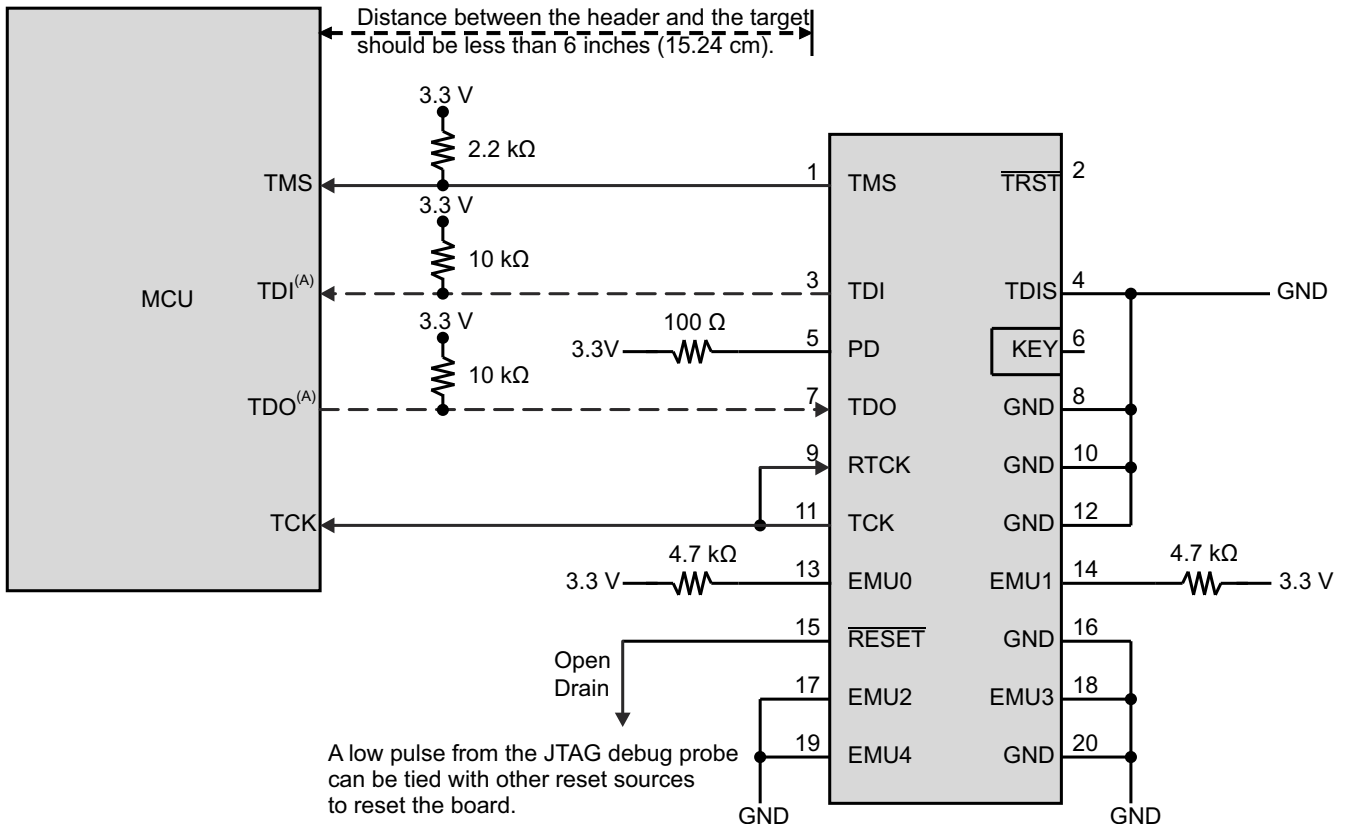 Distance between the header and the target
should be less than 6 inches (15.24 cm).
3.3 V
2.2 kΩ
TMS
1
TMS
TRST
2
3.3 V
10 kΩ
MCU
TDI(A)
3
TDI
TDIS
4
GND
3.3 V
100 Ω
3.3V
5
PD
KEY
6
10 kΩ
TDO(A)
7
TDO
GND
8
9
RTCK
GND
10
TCK
11
TCK
GND
12
4.7 kΩ
3.3 V
13
EMU0
EMU1
14
4.7 kΩ
3.3 V
15
RESET
GND
16
Open
Drain
17
EMU2
EMU3
18
A low pulse from the JTAG debug probe
can be tied with other reset sources
to reset the board.
19
EMU4
GND
20
GND
GND